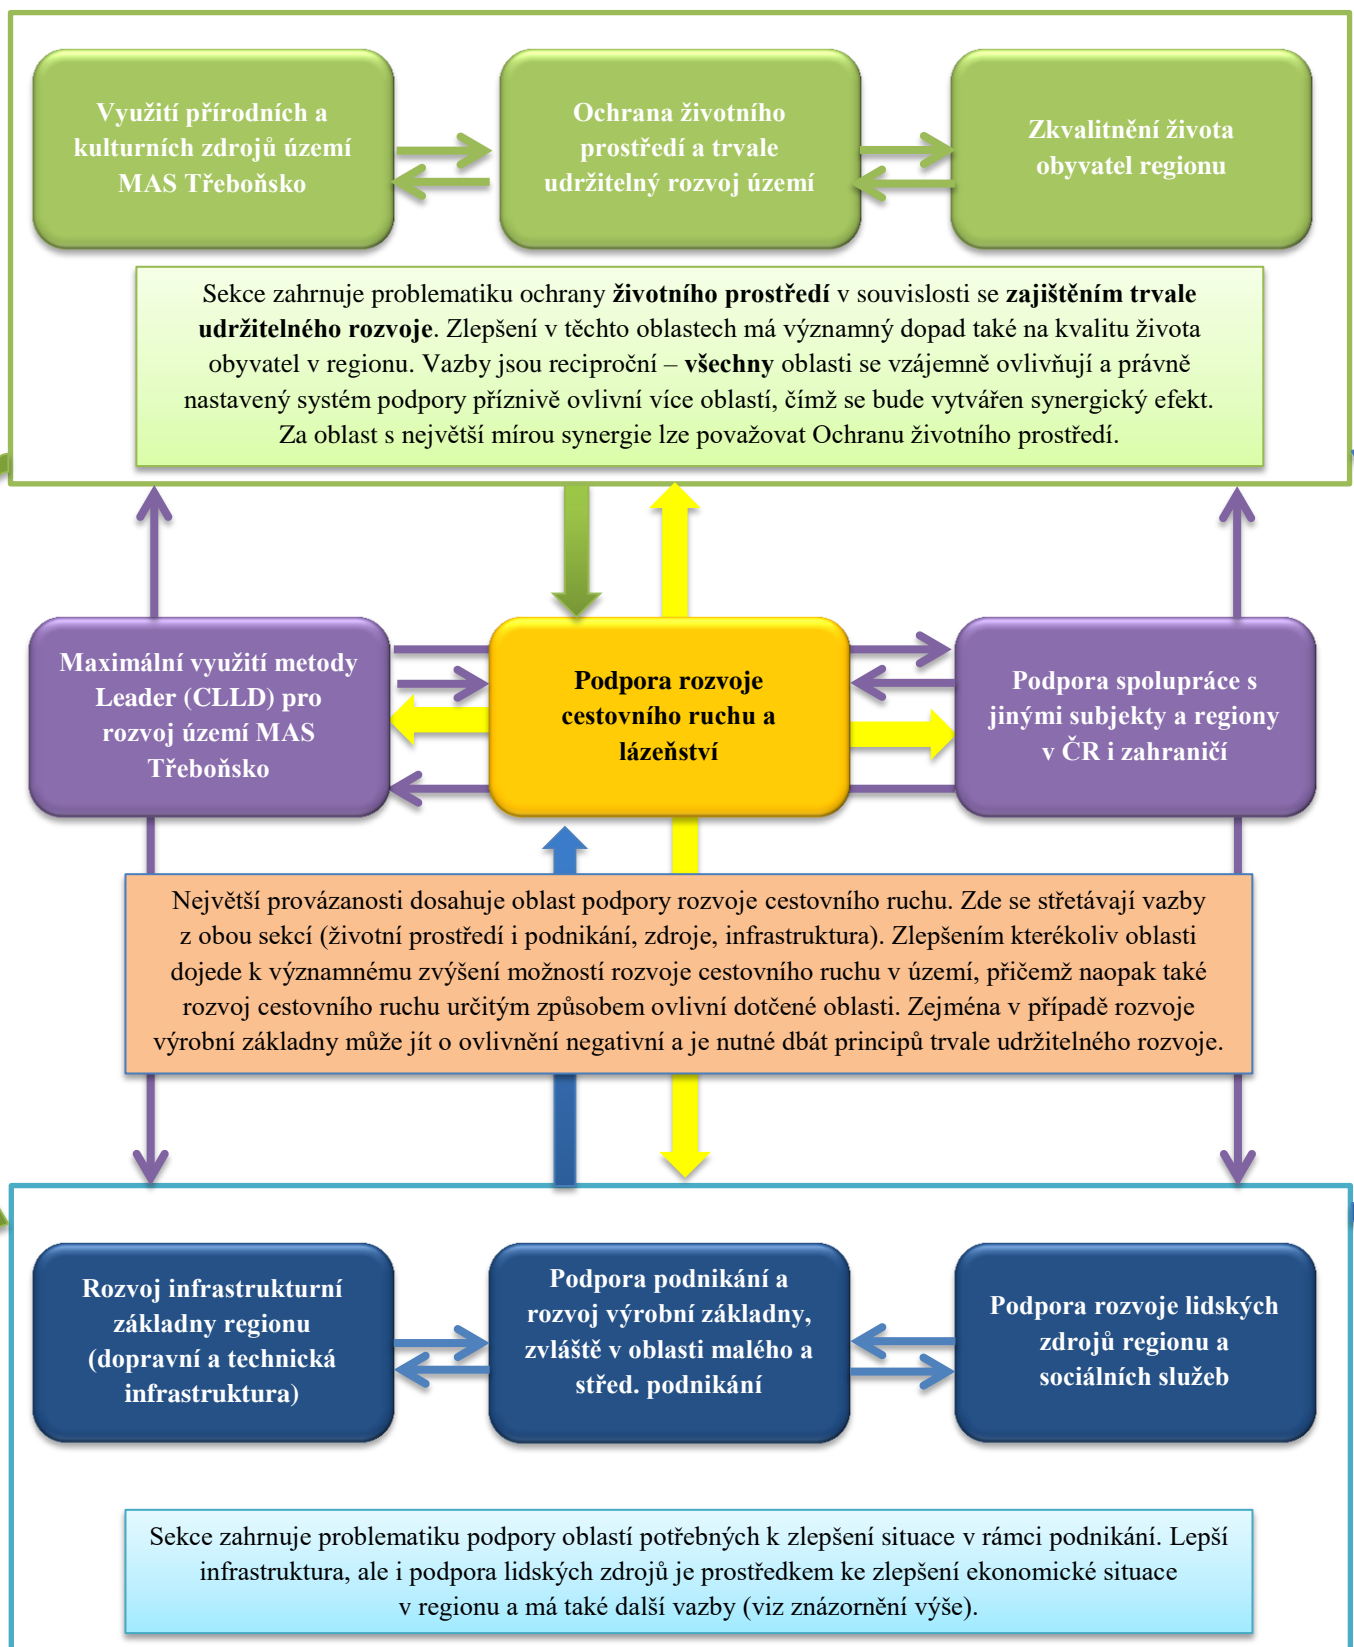 Využití přírodních a
kulturních zdrojů území
MAS Třeboňsko
Ochrana životního
prostředí a trvale
udržitelný rozvoj území
Zkvalitnění života
obyvatel regionu
Sekce zahrnuje problematiku ochrany životního prostředí v souvislosti se zajištěním trvale
udržitelného rozvoje. Zlepšení v těchto oblastech má významný dopad také na kvalitu života
obyvatel v regionu. Vazby jsou reciproční – všechny oblasti se vzájemně ovlivňují a právně
nastavený systém podpory příznivě ovlivní více oblastí, čímž se bude vytvářen synergický efekt.
Za oblast s největší mírou synergie lze považovat Ochranu životního prostředí.
Maximální využití metody
Leader (CLLD) pro
rozvoj území MAS
Třeboňsko
Podpora rozvoje
cestovního ruchu a
lázeňství
Podpora spolupráce s
jinými subjekty a regiony
v ČR i zahraničí
Největší provázanosti dosahuje oblast podpory rozvoje cestovního ruchu. Zde se střetávají vazby
z obou sekcí (životní prostředí i podnikání, zdroje, infrastruktura). Zlepšením kterékoliv oblasti
dojede k významnému zvýšení možností rozvoje cestovního ruchu v území, přičemž naopak také
rozvoj cestovního ruchu určitým způsobem ovlivní dotčené oblasti. Zejména v případě rozvoje
výrobní základny může jít o ovlivnění negativní a je nutné dbát principů trvale udržitelného rozvoje.
Rozvoj infrastrukturní
základny regionu
(dopravní a technická
infrastruktura)
Podpora podnikání a
rozvoj výrobní základny,
zvláště v oblasti malého a
střed. podnikání
Podpora rozvoje lidských
zdrojů regionu a
sociálních služeb
Sekce zahrnuje problematiku podpory oblastí potřebných k zlepšení situace v rámci podnikání. Lepší
infrastruktura, ale i podpora lidských zdrojů je prostředkem ke zlepšení ekonomické situace
v regionu a má také další vazby (viz znázornění výše).